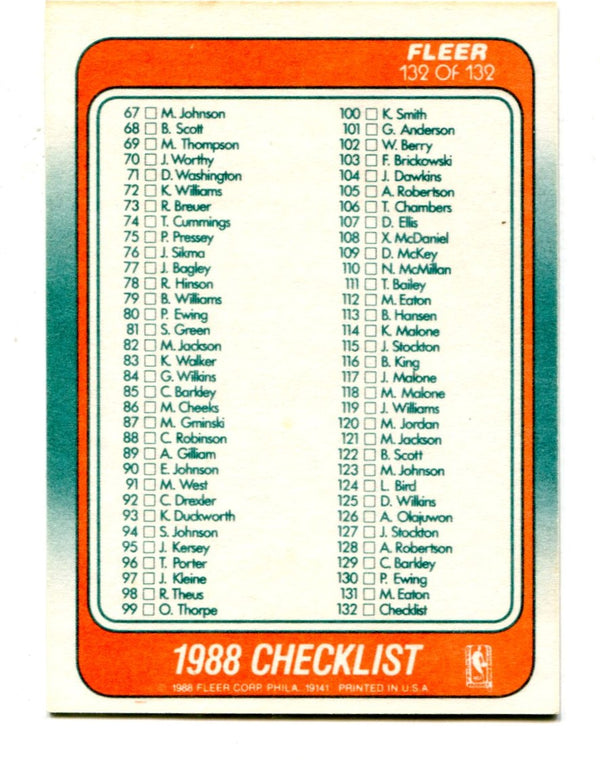 FLEER
132 OF 132
67 M. Johnson
68 B. Scott
69 M. Thompson
70 J. Worthy
71 D. Washington
72 K. Williams
73 R. Breuer
74 T. Cummings
75 P. Pressey
76 J. Sikma
77 J. Bagley
78 R. Hinson
79 B. Williams
80 P. Ewing
81 S. Green
82 M. Jackson
83 K. Walker
84 G. Wilkins
85 C. Barkley
86 M. Cheeks
87 M. Gminski
88 C. Robinson
89 A. Gilliam
90 E. Johnson
91 M. West
92 C. Drexler
93 K. Duckworth
94 S. Johnson
95 J. Kersey
96 T. Porter
97 J. Kleine
98 R. Theus
99 O. Thorpe
100 K. Smith
101 G. Anderson
102 W. Berry
103 F. Brickowski
104 J. Dawkins
105 A. Robertson
106 T. Chambers
107 D. Ellis
108 X. McDaniel
109 D. McKey
110 N. McMillan
111 T. Bailey
112 M. Eaton
113 B. Hansen
114 K. Malone
115 J. Stockton
116 B. King
117 J. Malone
118 M. Malone
119 J. Williams
120 M. Jordan
121 M. Jackson
122 B. Scott
123 M. Johnson
124 L. Bird
125 D. Wilkins
126 A. Olajuwon
127 J. Stockton
128 A. Robertson
129 C. Barkley
130 P. Ewing
131 M. Eaton
132 Checklist
1988 CHECKLIST
© 1988 FLEER CORP. PHILA. 19141 PRINTED IN U.S.A.